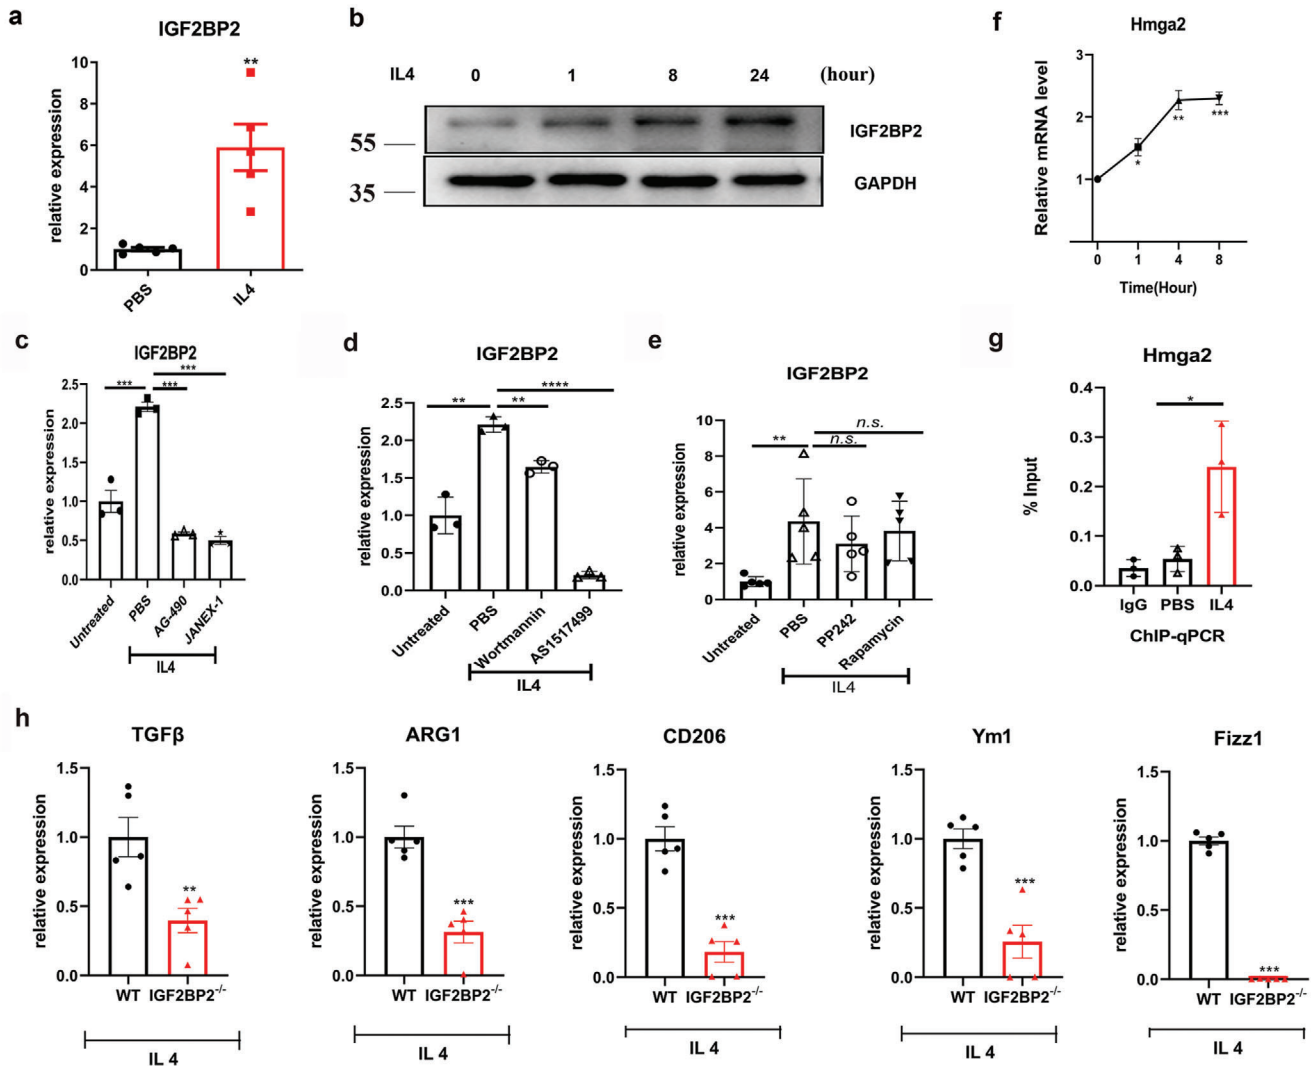 a
IGF2BP2
relative expression
10
8
6
4
2
0
**
PBS
IL4
b
IL4 0 1 8 24 (hour)
55
35
IGF2BP2
GAPDH
f
Hmga2
Relative mRNA level
3
2
1
*
**
***
0 1 4 8
Time(Hour)
c
IGF2BP2
relative expression
2.5
2.0
1.5
1.0
0.5
0.0
***
***
***
Untreated
PBS
AG-490
JANEX-1
IL4
d
IGF2BP2
relative expression
2.5
2.0
1.5
1.0
0.5
0.0
****
**
**
Untreated
PBS
Wortmannin
AS1517499
IL4
e
IGF2BP2
relative expression
10
8
6
4
2
0
n.s.
**
n.s.
Untreated
PBS
PP242
Rapamycin
IL4
g
Hmga2
% Input
0.4
0.3
0.2
0.1
0.0
*
IgG PBS IL4
ChIP-qPCR
h
TGFβ
relative expression
1.5
1.0
0.5
0.0
**
WT IGF2BP2-/-
IL 4
ARG1
relative expression
1.5
1.0
0.5
0.0
***
WT IGF2BP2-/-
IL 4
CD206
relative expression
1.5
1.0
0.5
0.0
***
WT IGF2BP2-/-
IL 4
Ym1
relative expression
1.5
1.0
0.5
0.0
***
WT IGF2BP2-/-
IL 4
Fizz1
relative expression
1.5
1.0
0.5
0.0
***
WT IGF2BP2-/-
IL 4